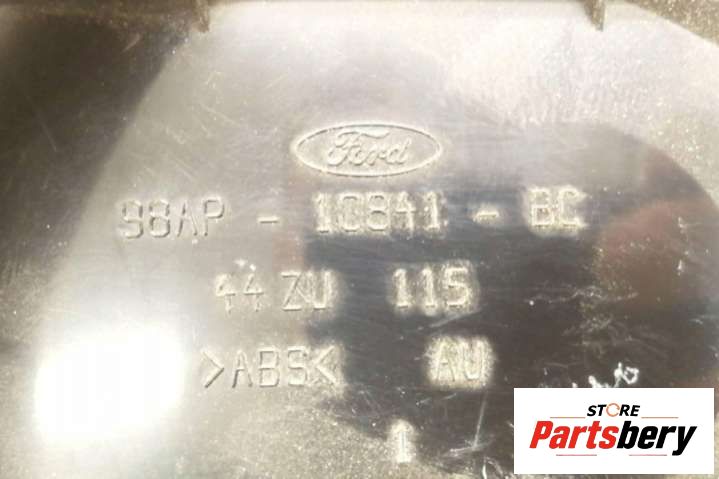 Ford
98AP - 10841 - BC
44 ZU 115
>ABS< AU
1
STORE
Partsbery